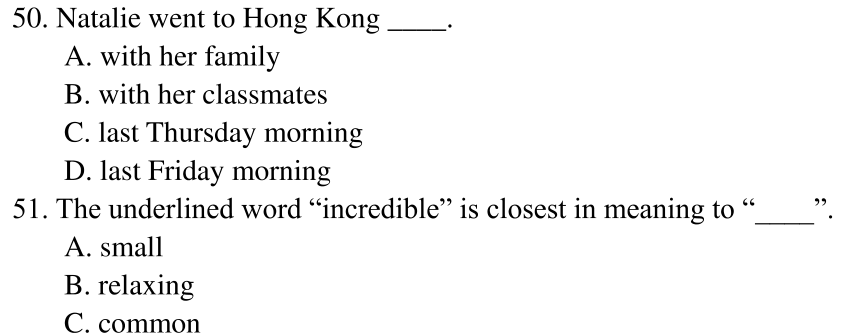 50. Natalie went to Hong Kong ____.
A. with her family
B. with her classmates
C. last Thursday morning
D. last Friday morning
51. The underlined word “incredible” is closest in meaning to “____”.
A. small
B. relaxing
C. common